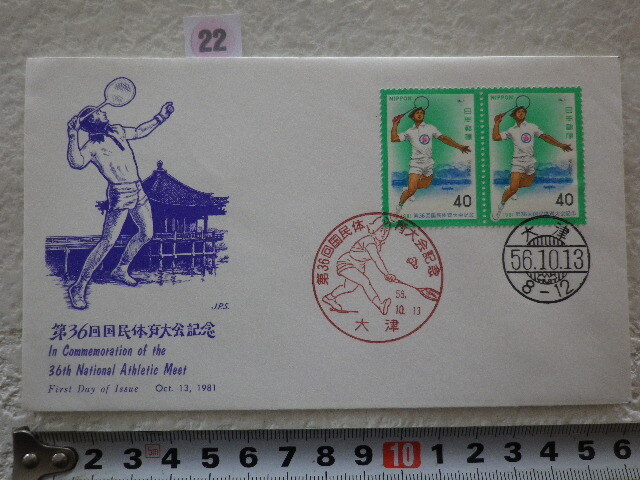 22
NIPPON
日本郵便
40
NIPPON
日本郵便
40
第36回国民体育大会記念
56.
10.13
大津
大津
56.10.13
8-12
J.P.S.
第36回国民体育大会記念
In Commemoration of the
36th National Athletic Meet
First Day of Issue Oct. 13, 1981
2 3 5m 6 7 8 9 10 1 2 3 4 5